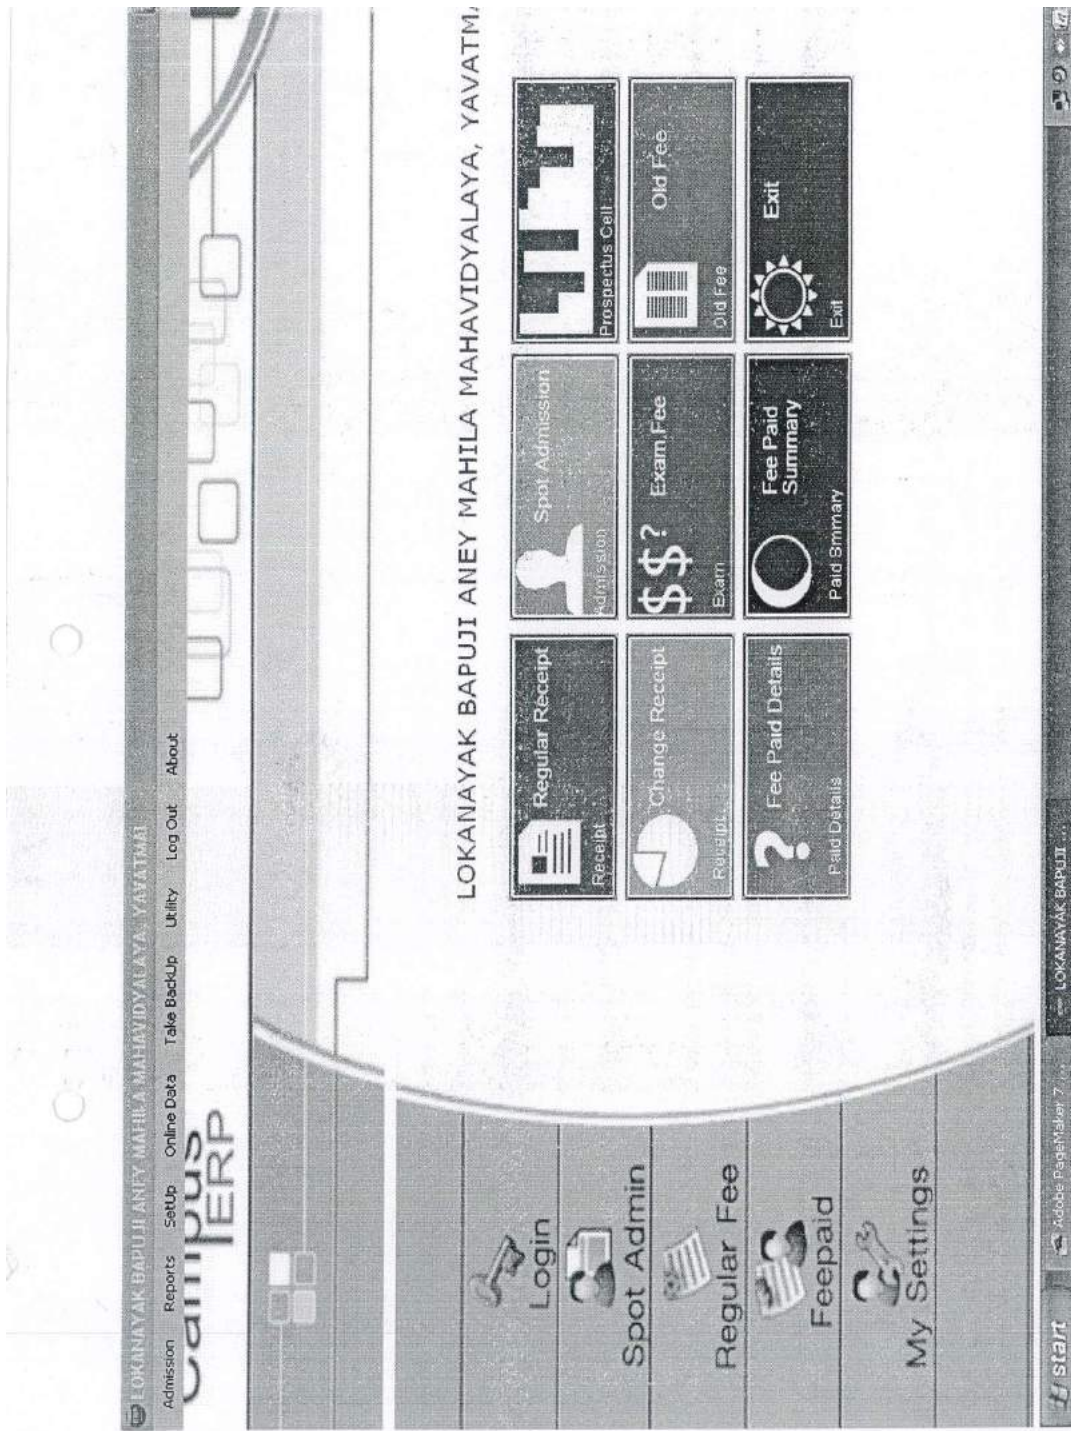 LOKANAYAK BAPUJI ANEY MAHILA MAHAVIDYALAYA, YAVATMAL
Admission Reports SetUp Online Data Take BackUp Utility Log Out About
Campus
ERP
LOKANAYAK BAPUJI ANEY MAHILA MAHAVIDYALAYA, YAVATMA
Login
Spot Admin
Regular Fee
Feepaid
My Settings
Regular Receipt
Receipt
Spot Admission
Admission
Prospectus Cell
Change Receipt
Receipt
$$? Exam Fee
Exam
Old Fee
Old Fee
? Fee Paid Details
Paid Details
Fee Paid
Summary
Paid Smmary
Exit
Exit
start
Adobe PageMaker 7....
LOKANAYAK BAPUJI ...